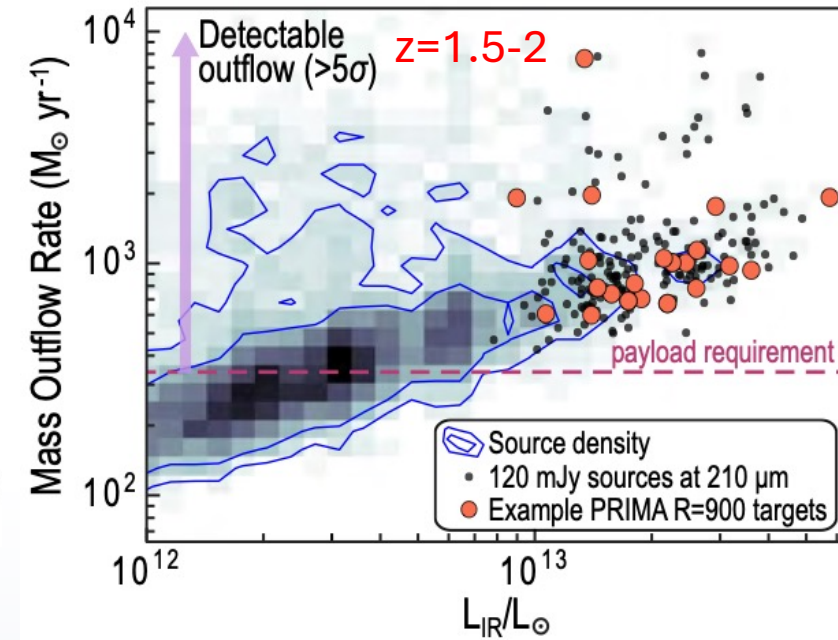 10⁴
Detectable
outflow (>5σ)
z=1.5-2
Mass Outflow Rate (M⊙ yr⁻¹)
10³
payload requirement
Source density
120 mJy sources at 210 μm
Example PRIMA R=900 targets
10²
10¹²
10¹³
L_IR/L⊙